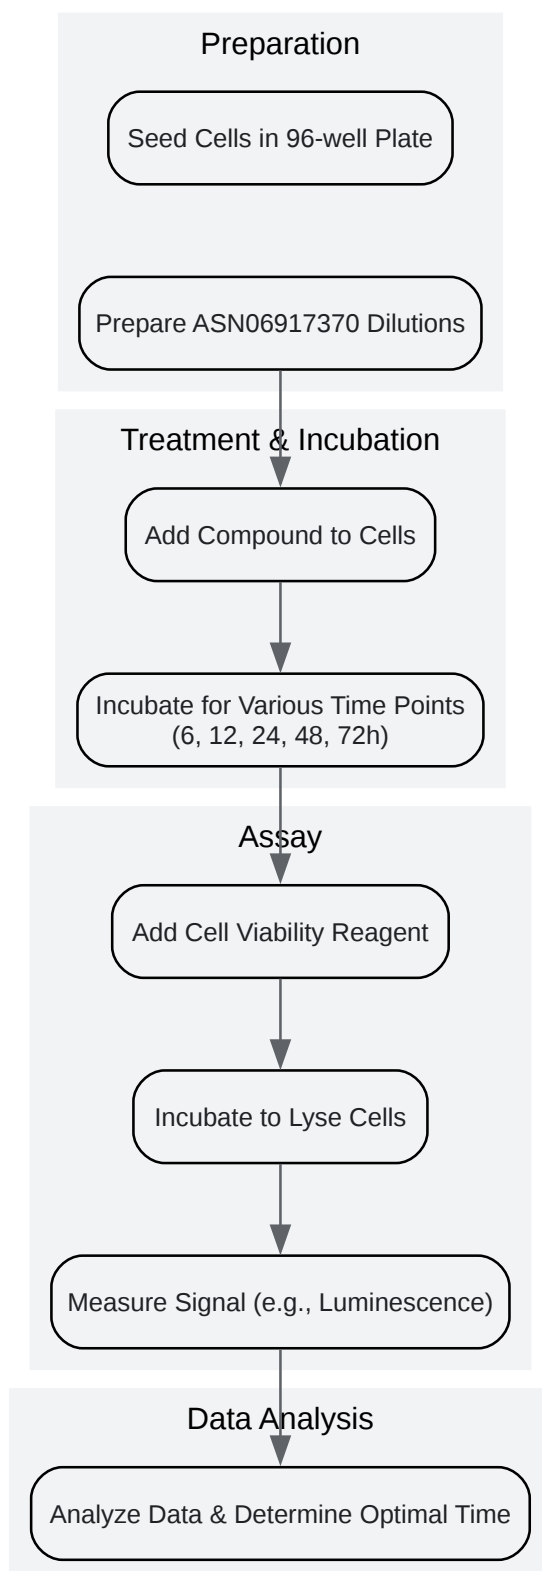 Preparation
Seed Cells in 96-well Plate
Prepare ASN06917370 Dilutions
Treatment & Incubation
Add Compound to Cells
Incubate for Various Time Points
(6, 12, 24, 48, 72h)
Assay
Add Cell Viability Reagent
Incubate to Lyse Cells
Measure Signal (e.g., Luminescence)
Data Analysis
Analyze Data & Determine Optimal Time